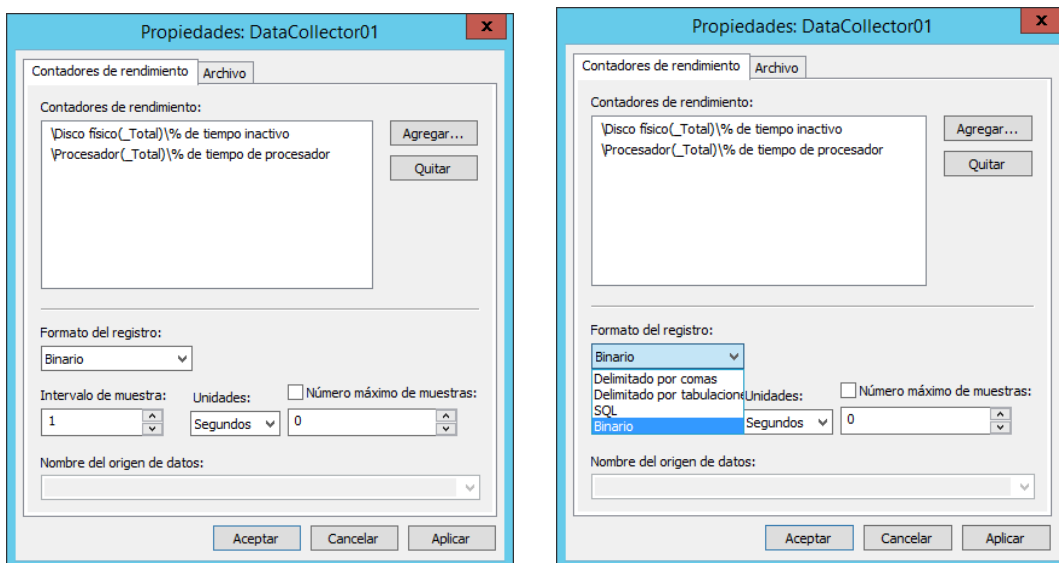 Propiedades: DataCollector01
x
Contadores de rendimiento
Archivo
Contadores de rendimiento:
\Disco físico(_Total)\% de tiempo inactivo
\Procesador(_Total)\% de tiempo de procesador
Agregar...
Quitar
Formato del registro:
Binario
Intervalo de muestra:
Unidades:
Número máximo de muestras:
1
Segundos
0
Nombre del origen de datos:
Aceptar
Cancelar
Aplicar
Propiedades: DataCollector01
x
Contadores de rendimiento
Archivo
Contadores de rendimiento:
\Disco físico(_Total)\% de tiempo inactivo
\Procesador(_Total)\% de tiempo de procesador
Agregar...
Quitar
Formato del registro:
Binario
Delimitado por comas
Delimitado por tabulacione
SQL
Binario
Unidades:
Número máximo de muestras:
Segundos
0
Nombre del origen de datos:
Aceptar
Cancelar
Aplicar